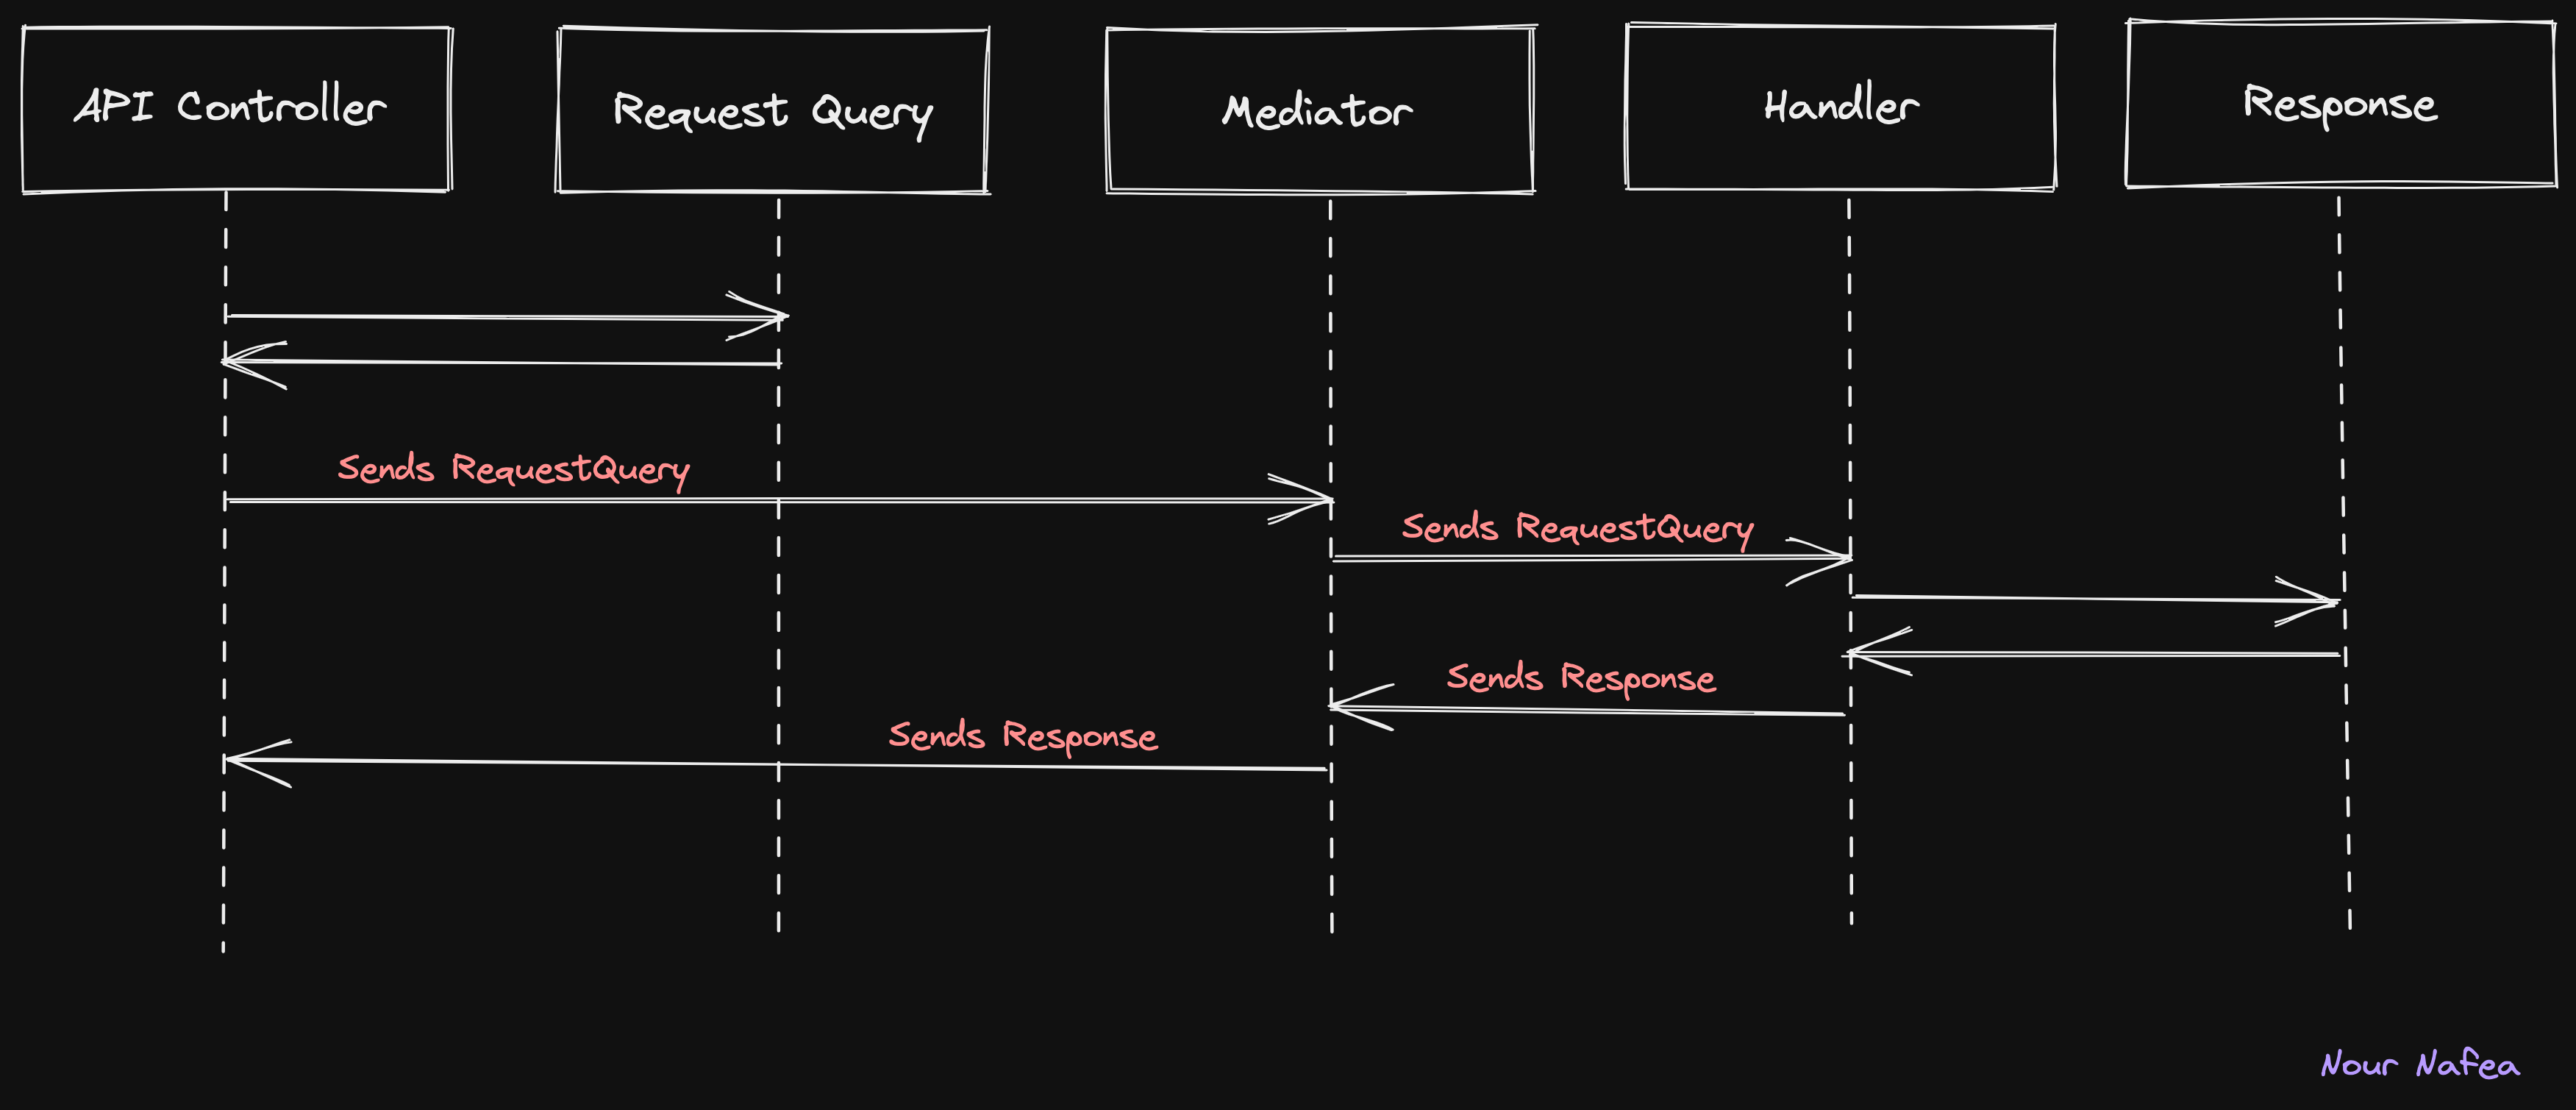 API Controller
Request Query
Mediator
Handler
Response
Sends RequestQuery
Sends RequestQuery
Sends Response
Sends Response
Nour Nafea